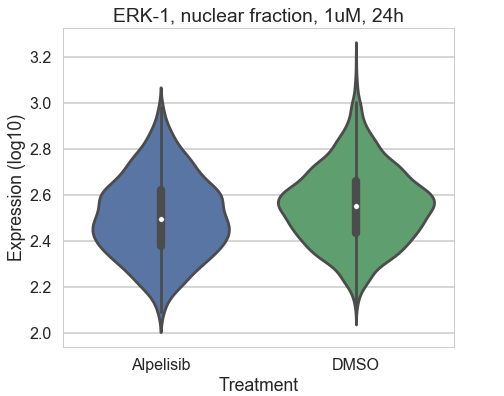 ERK-1, nuclear fraction, 1uM, 24h
Expression (log10)
3.2
3.0
2.8
2.6
2.4
2.2
2.0
Alpelisib DMSO
Treatment